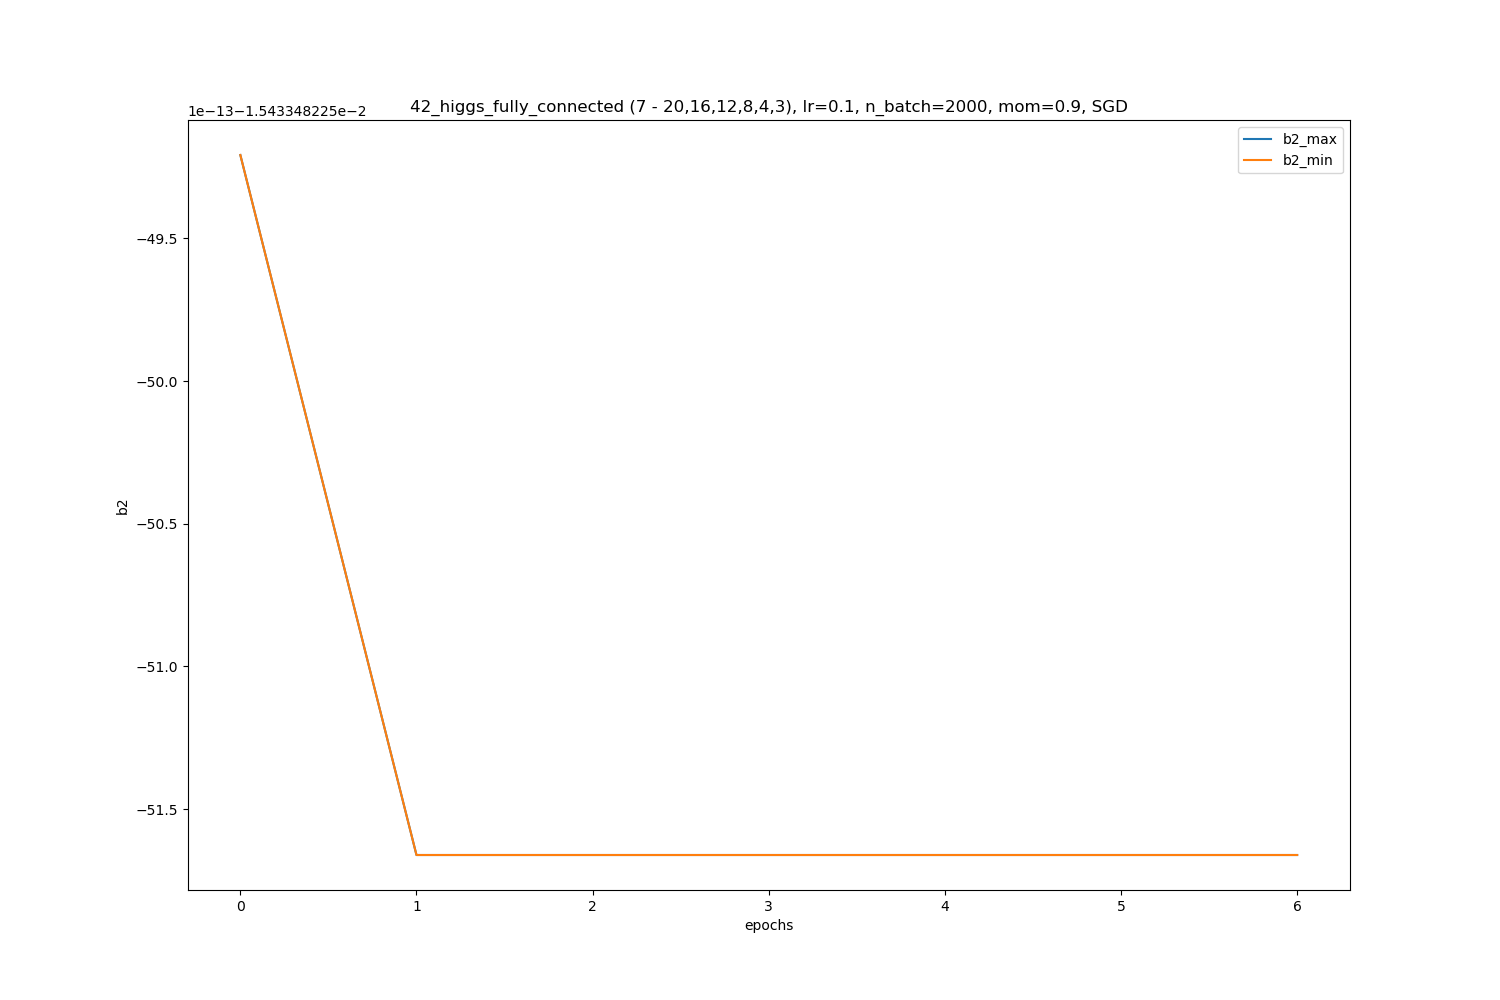 42_higgs_fully_connected (7 - 20,16,12,8,4,3), lr=0.1, n_batch=2000, mom=0.9, SGD
1e−13−1.543348225e−2
b2_max
b2_min
−49.5
−50.0
−50.5
−51.0
−51.5
b2
0 1 2 3 4 5 6
epochs